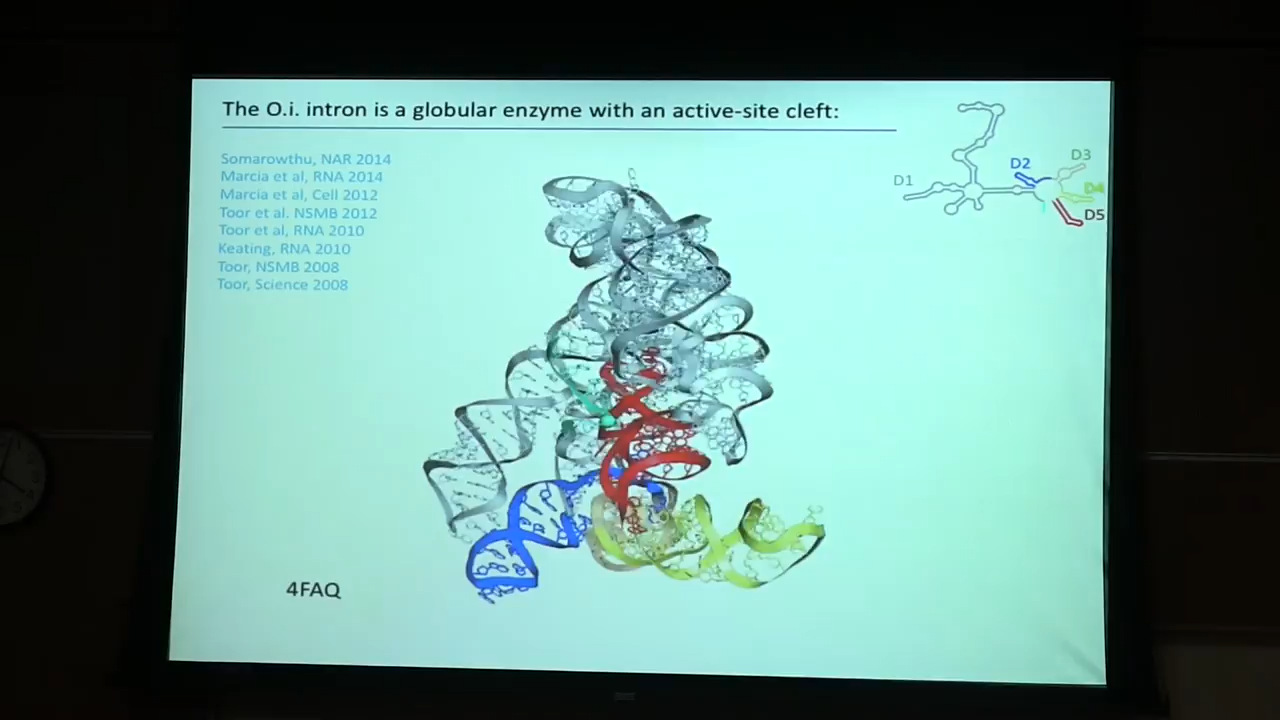 The O.i. intron is a globular enzyme with an active-site cleft:
Somarowthu, NAR 2014
Marcia et al, RNA 2014
Marcia et al, Cell 2012
Toor et al. NSMB 2012
Toor et al, RNA 2010
Keating, RNA 2010
Toor, NSMB 2008
Toor, Science 2008
D1
D2
D3
D4
D5
4FAQ